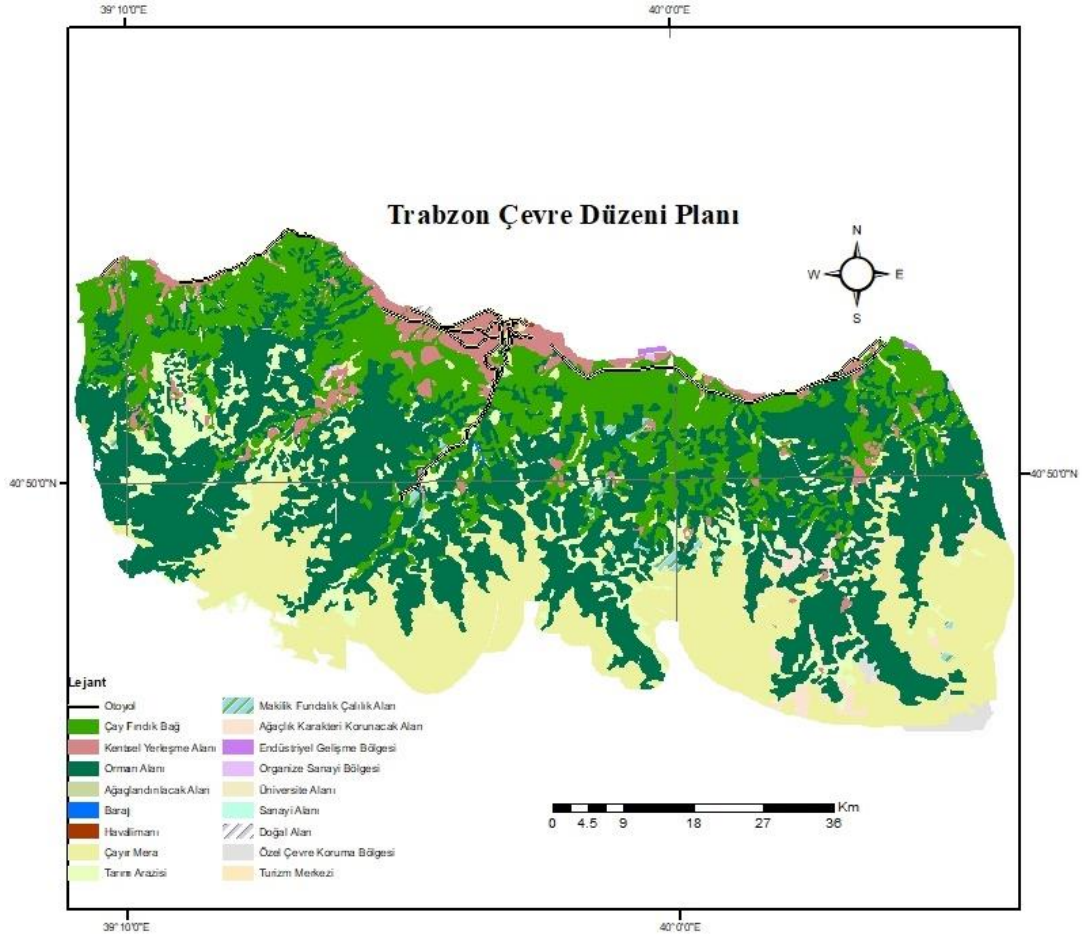 39°10'0"E 40°0'0"E
Trabzon Çevre Düzeni Planı
N
W E
S
40°50'0"N 40°50'0"N
Lejant
Otoyol
Çay Fındık Bağ
Kentsel Yerleşme Alanı
Orman Alanı
Ağaçlandırılacak Alan
Baraj
Havalimanı
Çayır Mera
Tarım Arazisi
Makilik Fundalık Çalılık Alan
Ağaçlık Karakteri Korunacak Alan
Endüstriyel Gelişme Bölgesi
Organize Sanayi Bölgesi
Üniversite Alanı
Sanayi Alanı
Doğal Alan
Özel Çevre Koruma Bölgesi
Turizm Merkezi
Km
0 4.5 9 18 27 36
39°10'0"E 40°0'0"E